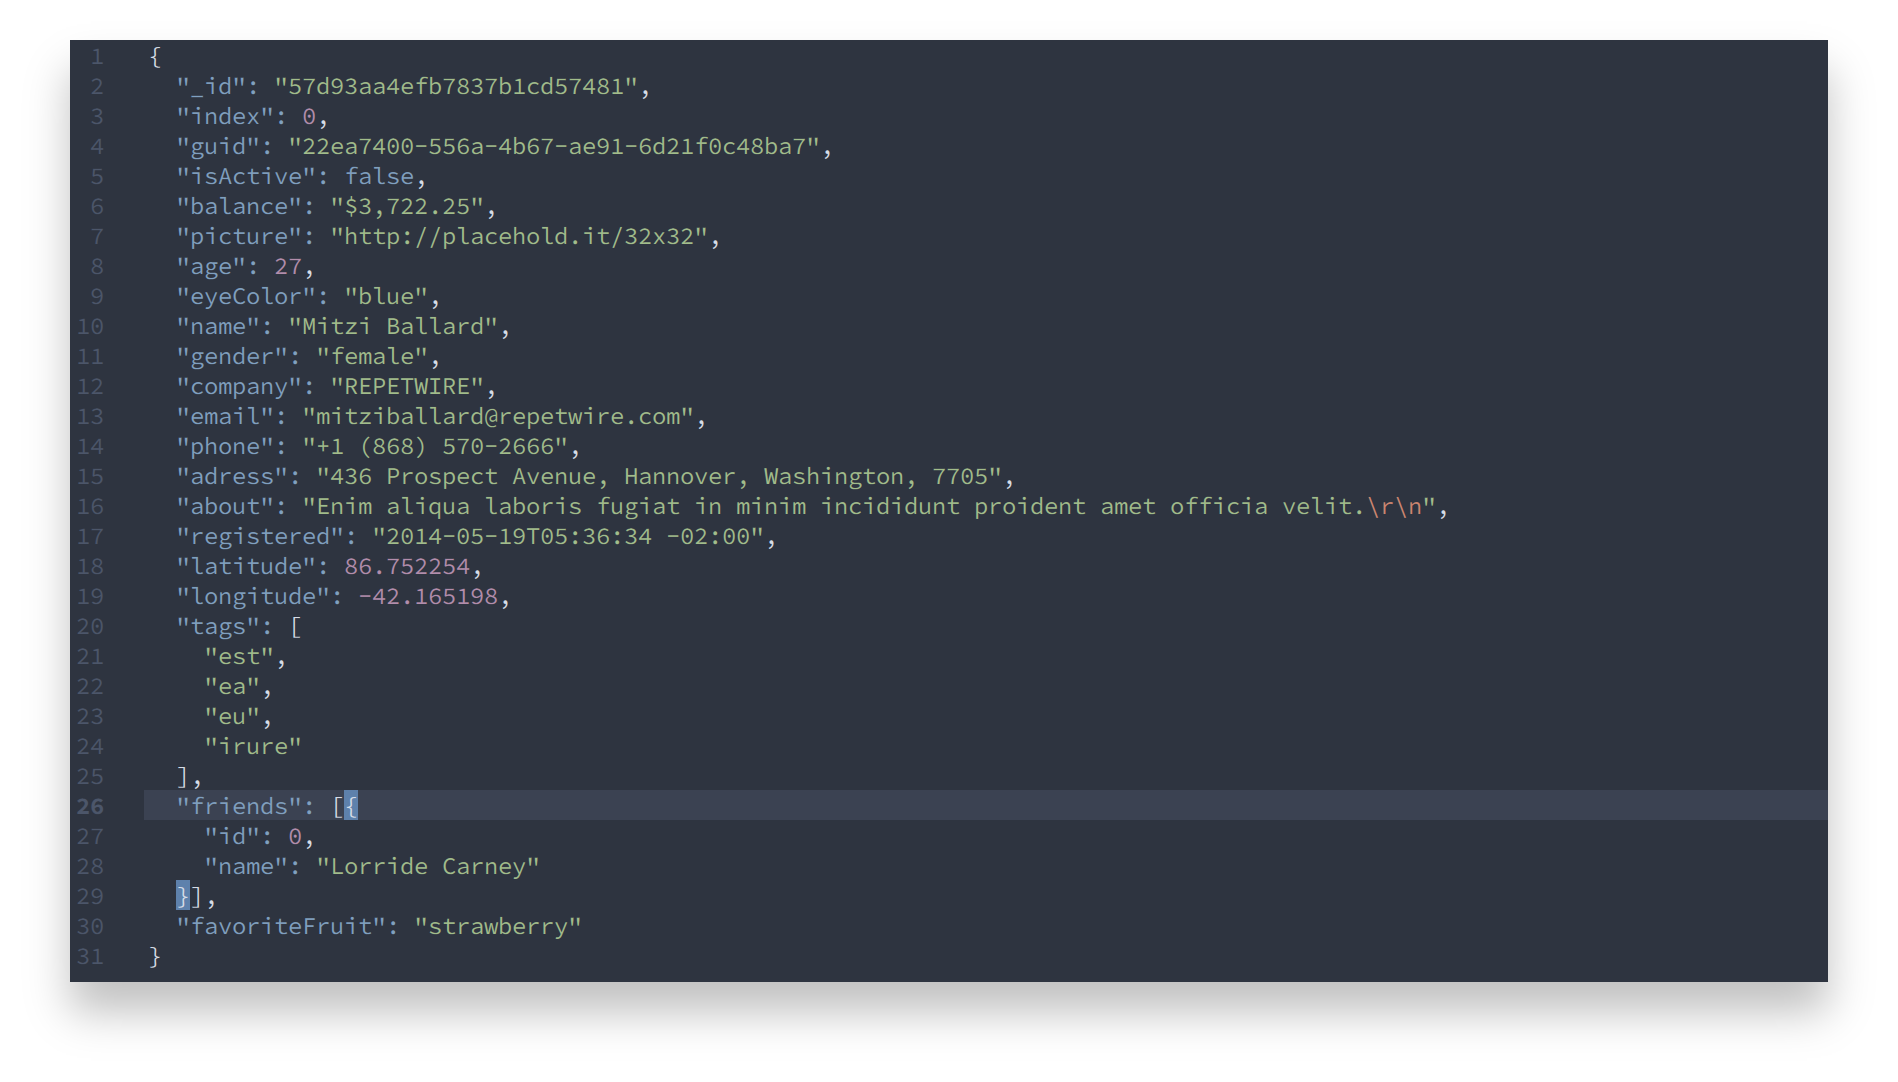 1 {
2   "_id": "57d93aa4efb7837b1cd57481",
3   "index": 0,
4   "guid": "22ea7400-556a-4b67-ae91-6d21f0c48ba7",
5   "isActive": false,
6   "balance": "$3,722.25",
7   "picture": "http://placehold.it/32x32",
8   "age": 27,
9   "eyeColor": "blue",
10   "name": "Mitzi Ballard",
11   "gender": "female",
12   "company": "REPETWIRE",
13   "email": "mitziballard@repetwire.com",
14   "phone": "+1 (868) 570-2666",
15   "adress": "436 Prospect Avenue, Hannover, Washington, 7705",
16   "about": "Enim aliqua laboris fugiat in minim incididunt proident amet officia velit.\r\n",
17   "registered": "2014-05-19T05:36:34 -02:00",
18   "latitude": 86.752254,
19   "longitude": -42.165198,
20   "tags": [
21     "est",
22     "ea",
23     "eu",
24     "irure"
25   ],
26   "friends": [{
27     "id": 0,
28     "name": "Lorride Carney"
29   }],
30   "favoriteFruit": "strawberry"
31 }